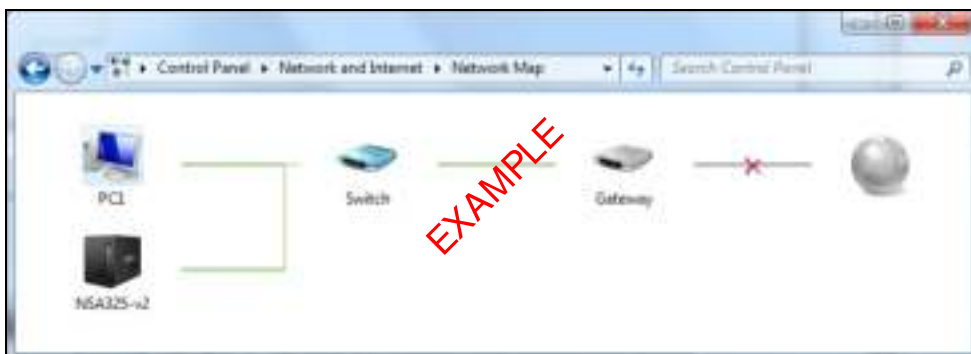 Control Panel ▸ Network and Internet ▸ Network Map
Search Control Panel
PC1
Switch
Gateway
EXAMPLE
NSA325-v2